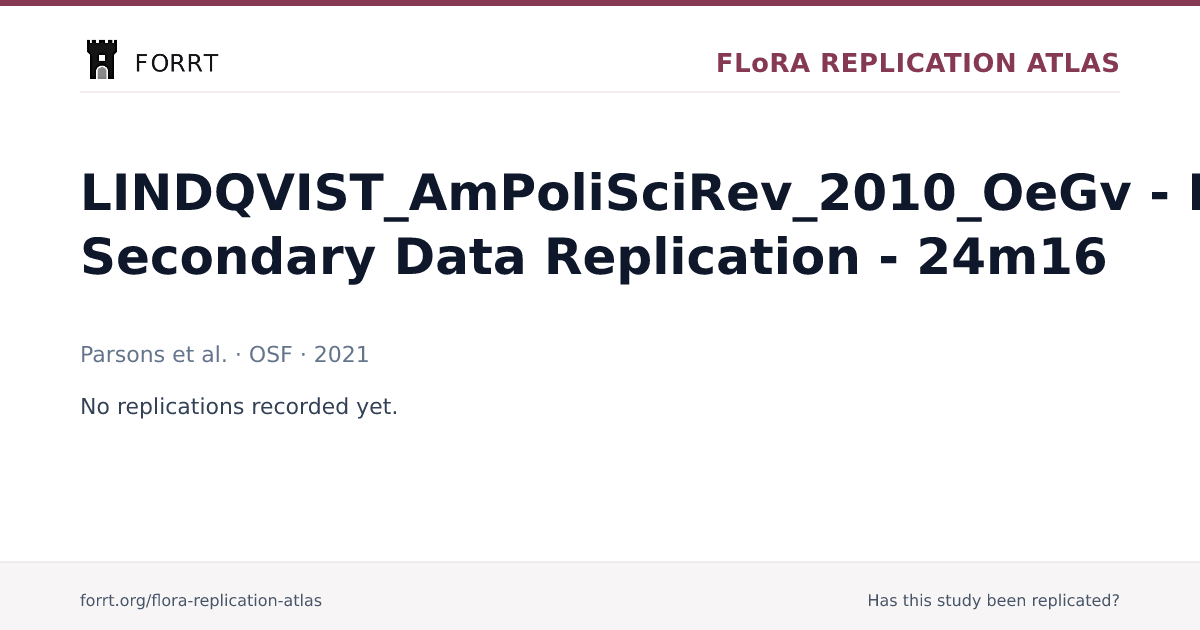 FORRT
FLoRA REPLICATION ATLAS
LINDQVIST_AmPoliSciRev_2010_OeGv -
Secondary Data Replication - 24m16
Parsons et al. · OSF · 2021
No replications recorded yet.
forrt.org/flora-replication-atlas
Has this study been replicated?